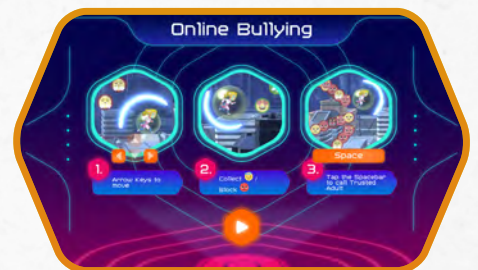 Online Bullying
1.
Arrow Keys to
move
2.
Collect /
Block
Space
3.
Tap the Spacebar
to call Trusted
Adult